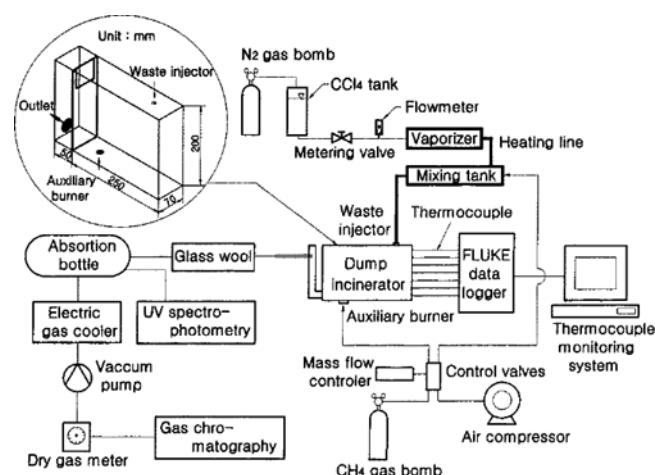 Unit : mm
Waste injector
Outlet
Auxiliary
burner
50
250
70
200
N2 gas bomb
CCl4 tank
Flowmeter
Metering valve
Vaporizer
Heating line
Mixing tank
Waste
injector
Thermocouple
Absortion
bottle
Glass wool
Dump
incinerator
FLUKE
data
logger
Electric
gas cooler
UV spectro-
photometry
Auxiliary burner
Thermocouple
monitoring
system
Vaccum
pump
Mass flow
controler
Control valves
Air compressor
Gas chro-
matography
Dry gas meter
CH4 gas bomb